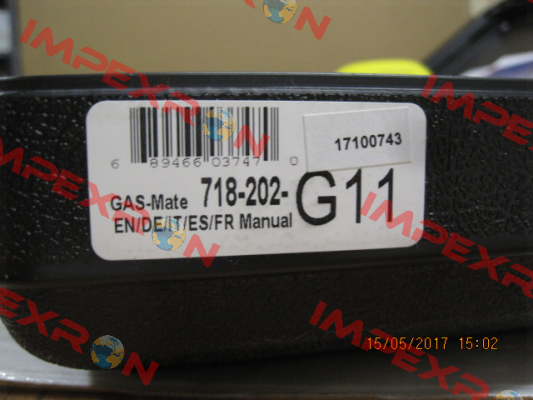 6 89466 03747 0
17100743
GAS-Mate 718-202-G11
EN/DE/IT/ES/FR Manual
15/05/2017 15:02
IMPEXRON
IMPEXRON
IMPEXRON
IMPEXRON
IMPEXRON